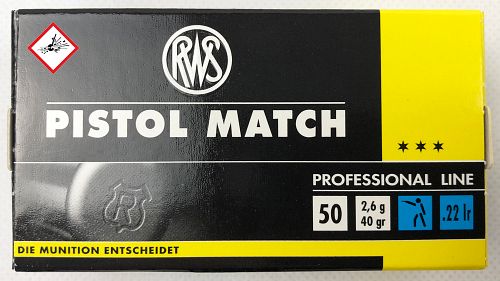 RWS
PISTOL MATCH
★★★
PROFESSIONAL LINE
50
2,6 g
40 gr
.22 lr
R
DIE MUNITION ENTSCHEIDET